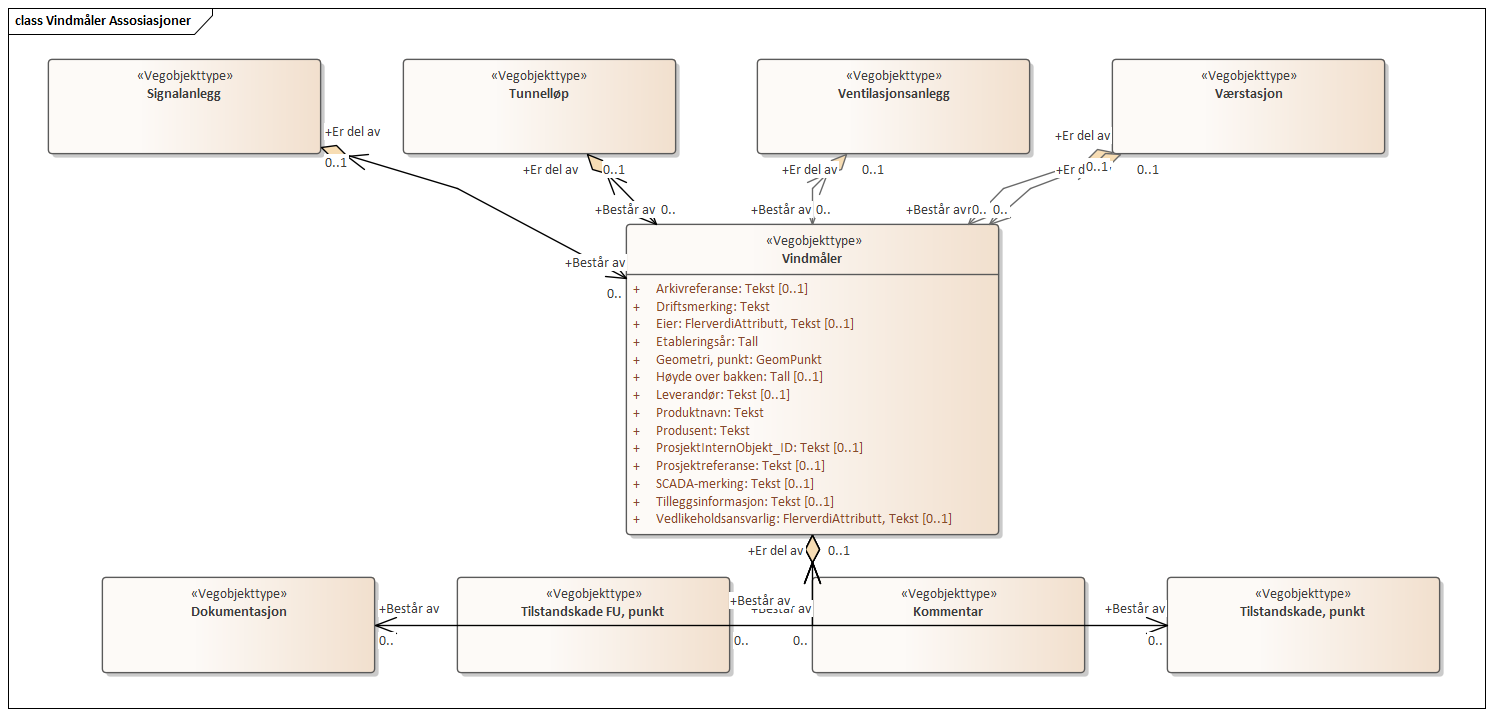 class Vindmåler Assosiasjoner
«Vegobjekttype»
Signalanlegg
«Vegobjekttype»
Tunnelløp
«Vegobjekttype»
Ventilasjonsanlegg
«Vegobjekttype»
Værstasjon
+Er del av
0..1
+Er del av
0..1
+Er del av
0..1
+Er del av
0..1
0..1
+Består av
0..
+Består av
0..
+Består av
0..
+Består av
0..
0..
«Vegobjekttype»
Vindmåler
+ Arkivreferanse: Tekst [0..1]
+ Driftsmerking: Tekst
+ Eier: FlerverdiAttributt, Tekst [0..1]
+ Etableringsår: Tall
+ Geometri, punkt: GeomPunkt
+ Høyde over bakken: Tall [0..1]
+ Leverandør: Tekst [0..1]
+ Produktnavn: Tekst
+ Produsent: Tekst
+ ProsjektInternObjekt_ID: Tekst [0..1]
+ Prosjektreferanse: Tekst [0..1]
+ SCADA-merking: Tekst [0..1]
+ Tilleggsinformasjon: Tekst [0..1]
+ Vedlikeholdsansvarlig: FlerverdiAttributt, Tekst [0..1]
+Er del av
0..1
«Vegobjekttype»
Dokumentasjon
+Består av
0..
«Vegobjekttype»
Tilstandskade FU, punkt
+Består av
0..
+Består av
0..
«Vegobjekttype»
Kommentar
+Består av
0..
«Vegobjekttype»
Tilstandskade, punkt